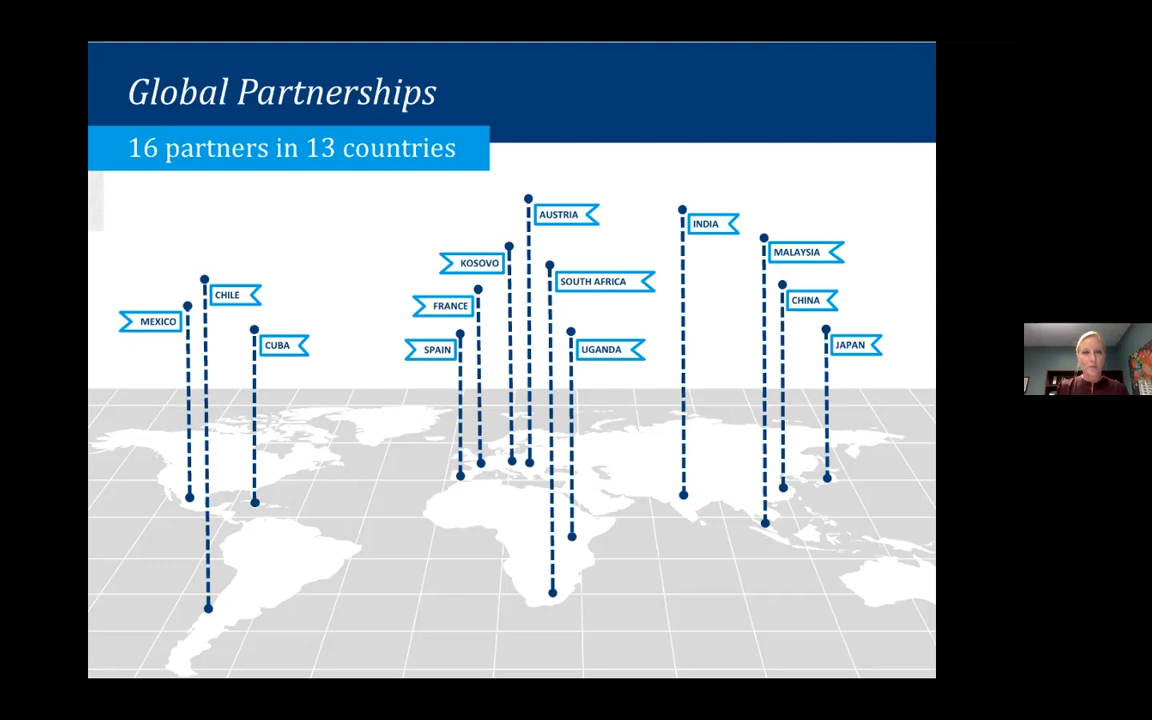 Global Partnerships
16 partners in 13 countries
AUSTRIA
INDIA
KOSOVO
MALAYSIA
SOUTH AFRICA
CHILE
CHINA
FRANCE
MEXICO
CUBA
SPAIN
UGANDA
JAPAN